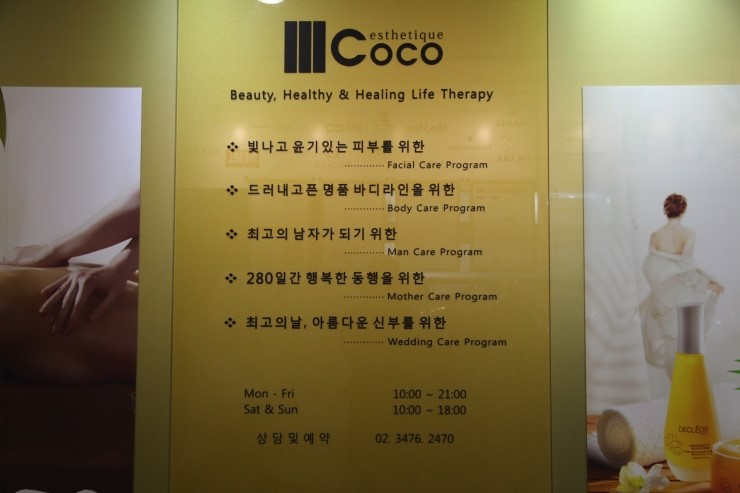 esthetique
Coco
Beauty, Healthy & Healing Life Therapy
❖ 빛나고 윤기있는 피부를 위한
·············· Facial Care Program
❖ 드러내고픈 명품 바디라인을 위한
·············· Body Care Program
❖ 최고의 남자가 되기 위한
·············· Man Care Program
❖ 280일간 행복한 동행을 위한
·············· Mother Care Program
❖ 최고의날, 아름다운 신부를 위한
·············· Wedding Care Program
Mon - Fri 10:00 ~ 21:00
Sat & Sun 10:00 ~ 18:00
상담및예약 02. 3476. 2470
DECLÉOR